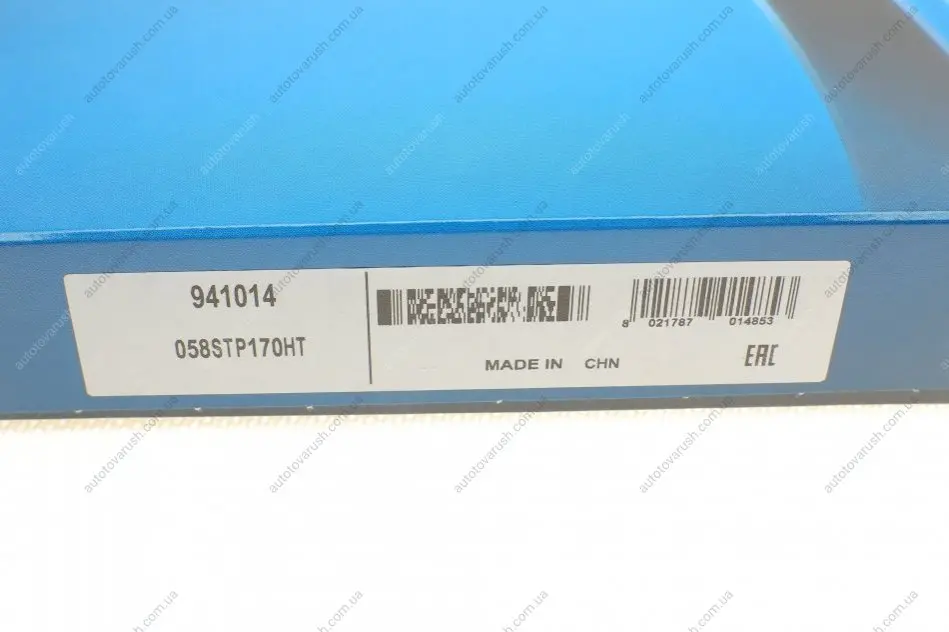 941014
058STP170HT
8 021787 014853
MADE IN CHN
EAC
autotovarush.com.ua